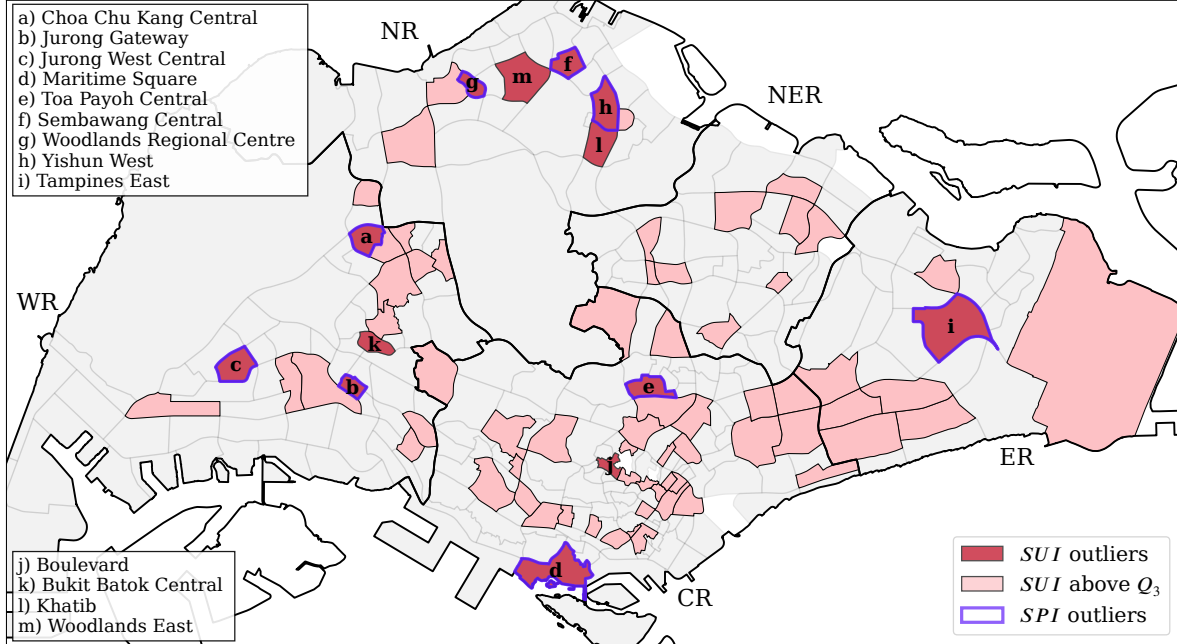 a) Choa Chu Kang Central
b) Jurong Gateway
c) Jurong West Central
d) Maritime Square
e) Toa Payoh Central
f) Sembawang Central
g) Woodlands Regional Centre
h) Yishun West
i) Tampines East
NR
NER
f
m
g
h
l
a
WR
i
k
c
b
e
j
ER
d
CR
j) Boulevard
k) Bukit Batok Central
l) Khatib
m) Woodlands East
SUI outliers
SUI above Q₃
SPI outliers